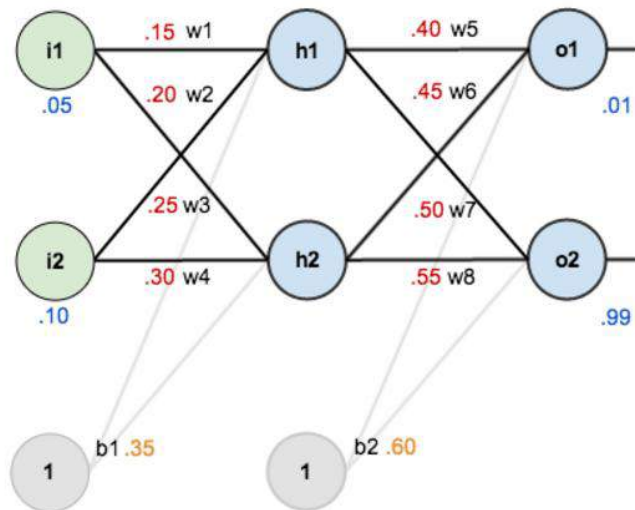 i1 .15 w1 h1 .40 w5 o1
.05 .20 w2 .45 w6 .01
.25 w3 .50 w7
i2 .30 w4 h2 .55 w8 o2
.10 .99
b1 .35 b2 .60
1 1